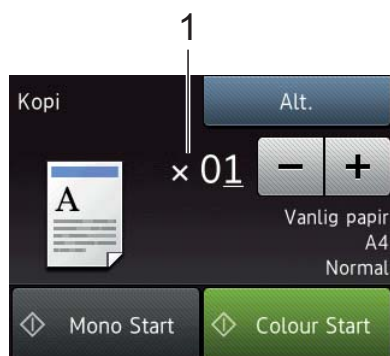 1
Kopi
Alt.
× 01
− +
A
Vanlig papir
A4
Normal
Mono Start
Colour Start